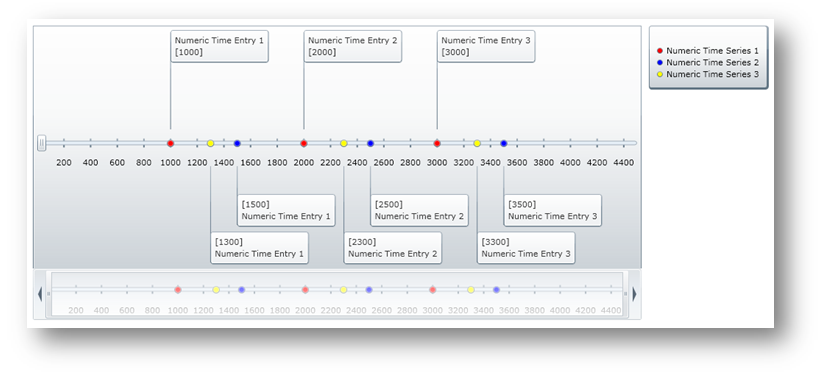 Numeric Time Entry 1
[1000]
Numeric Time Entry 2
[2000]
Numeric Time Entry 3
[3000]
Numeric Time Series 1
Numeric Time Series 2
Numeric Time Series 3
200 400 600 800 1000 1200 1400 1600 1800 2000 2200 2400 2600 2800 3000 3200 3400 3600 3800 4000 4200 4400
[1500]
Numeric Time Entry 1
[2500]
Numeric Time Entry 2
[3500]
Numeric Time Entry 3
[1300]
Numeric Time Entry 1
[2300]
Numeric Time Entry 2
[3300]
Numeric Time Entry 3
200 400 600 800 1000 1200 1400 1600 1800 2000 2200 2400 2600 2800 3000 3200 3400 3600 3800 4000 4200 4400